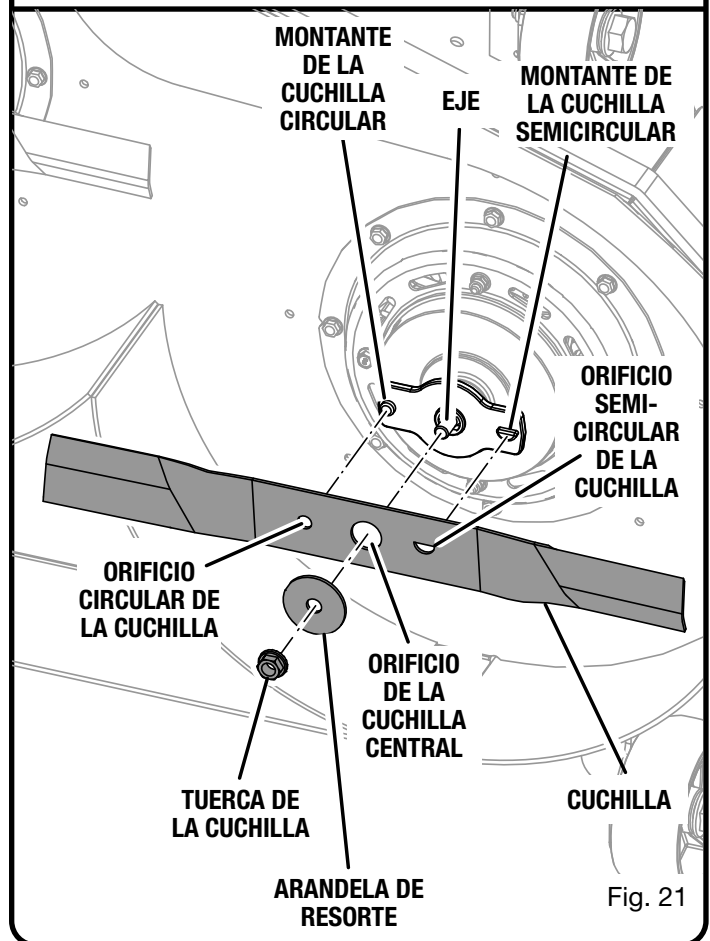 MONTANTE
DE LA
CUCHILLA
CIRCULAR
EJE
MONTANTE DE
LA CUCHILLA
SEMICIRCULAR
ORIFICIO
SEMI-
CIRCULAR
DE LA
CUCHILLA
ORIFICIO
CIRCULAR DE
LA CUCHILLA
ORIFICIO
DE LA
CUCHILLA
CENTRAL
TUERCA DE
LA CUCHILLA
CUCHILLA
ARANDELA DE
RESORTE
Fig. 21